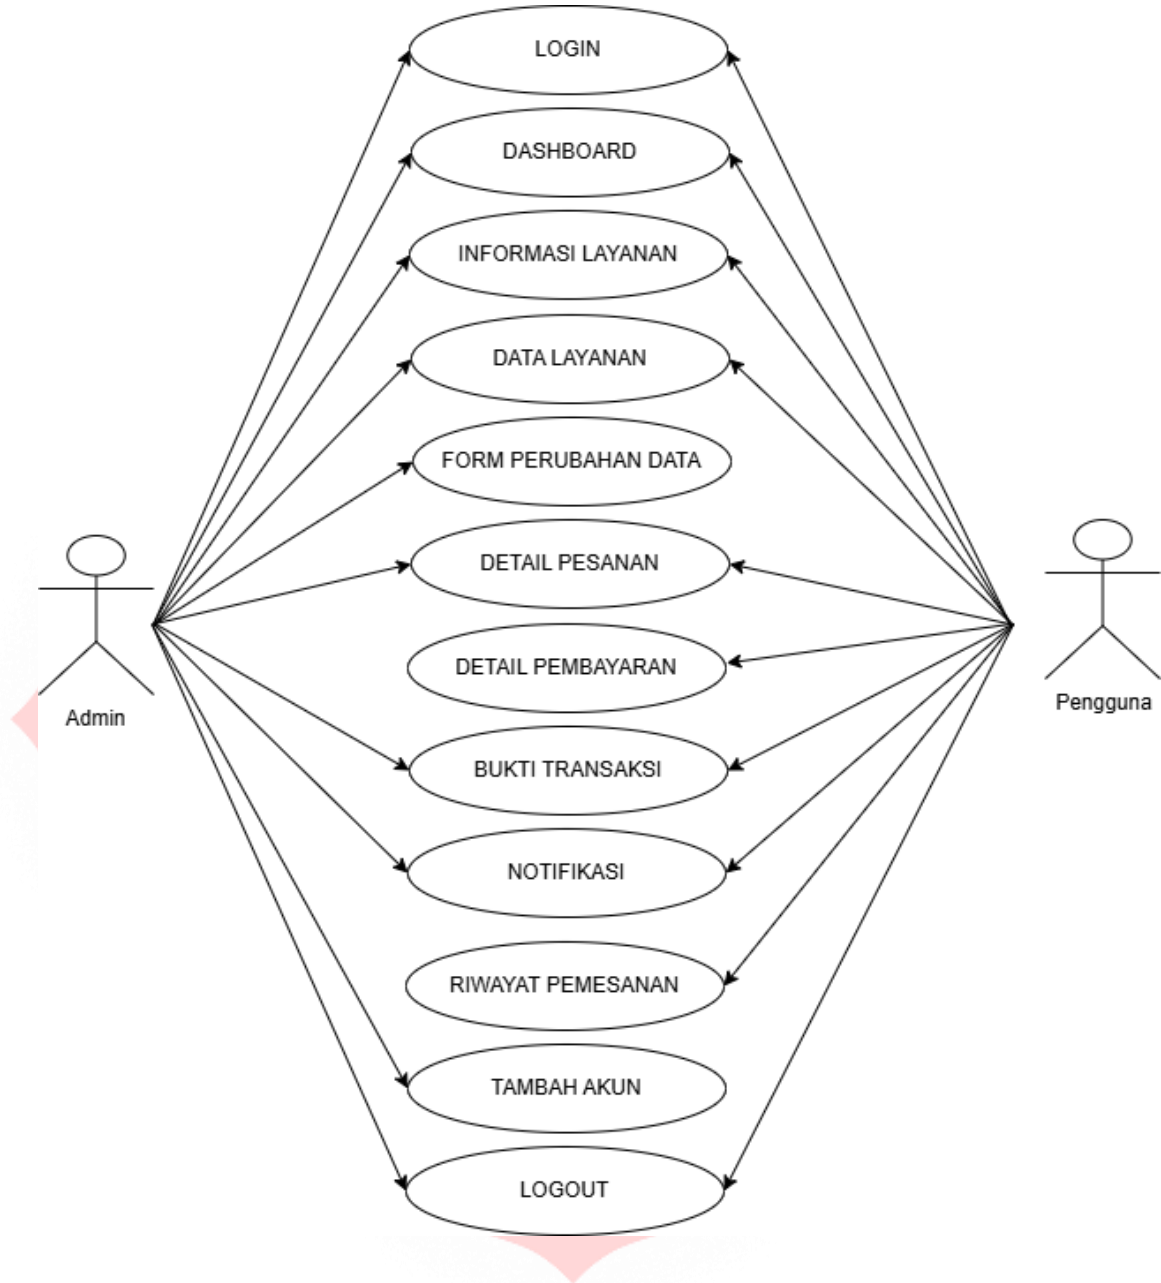 LOGIN
DASHBOARD
INFORMASI LAYANAN
DATA LAYANAN
FORM PERUBAHAN DATA
DETAIL PESANAN
DETAIL PEMBAYARAN
Admin
Pengguna
BUKTI TRANSAKSI
NOTIFIKASI
RIWAYAT PEMESANAN
TAMBAH AKUN
LOGOUT